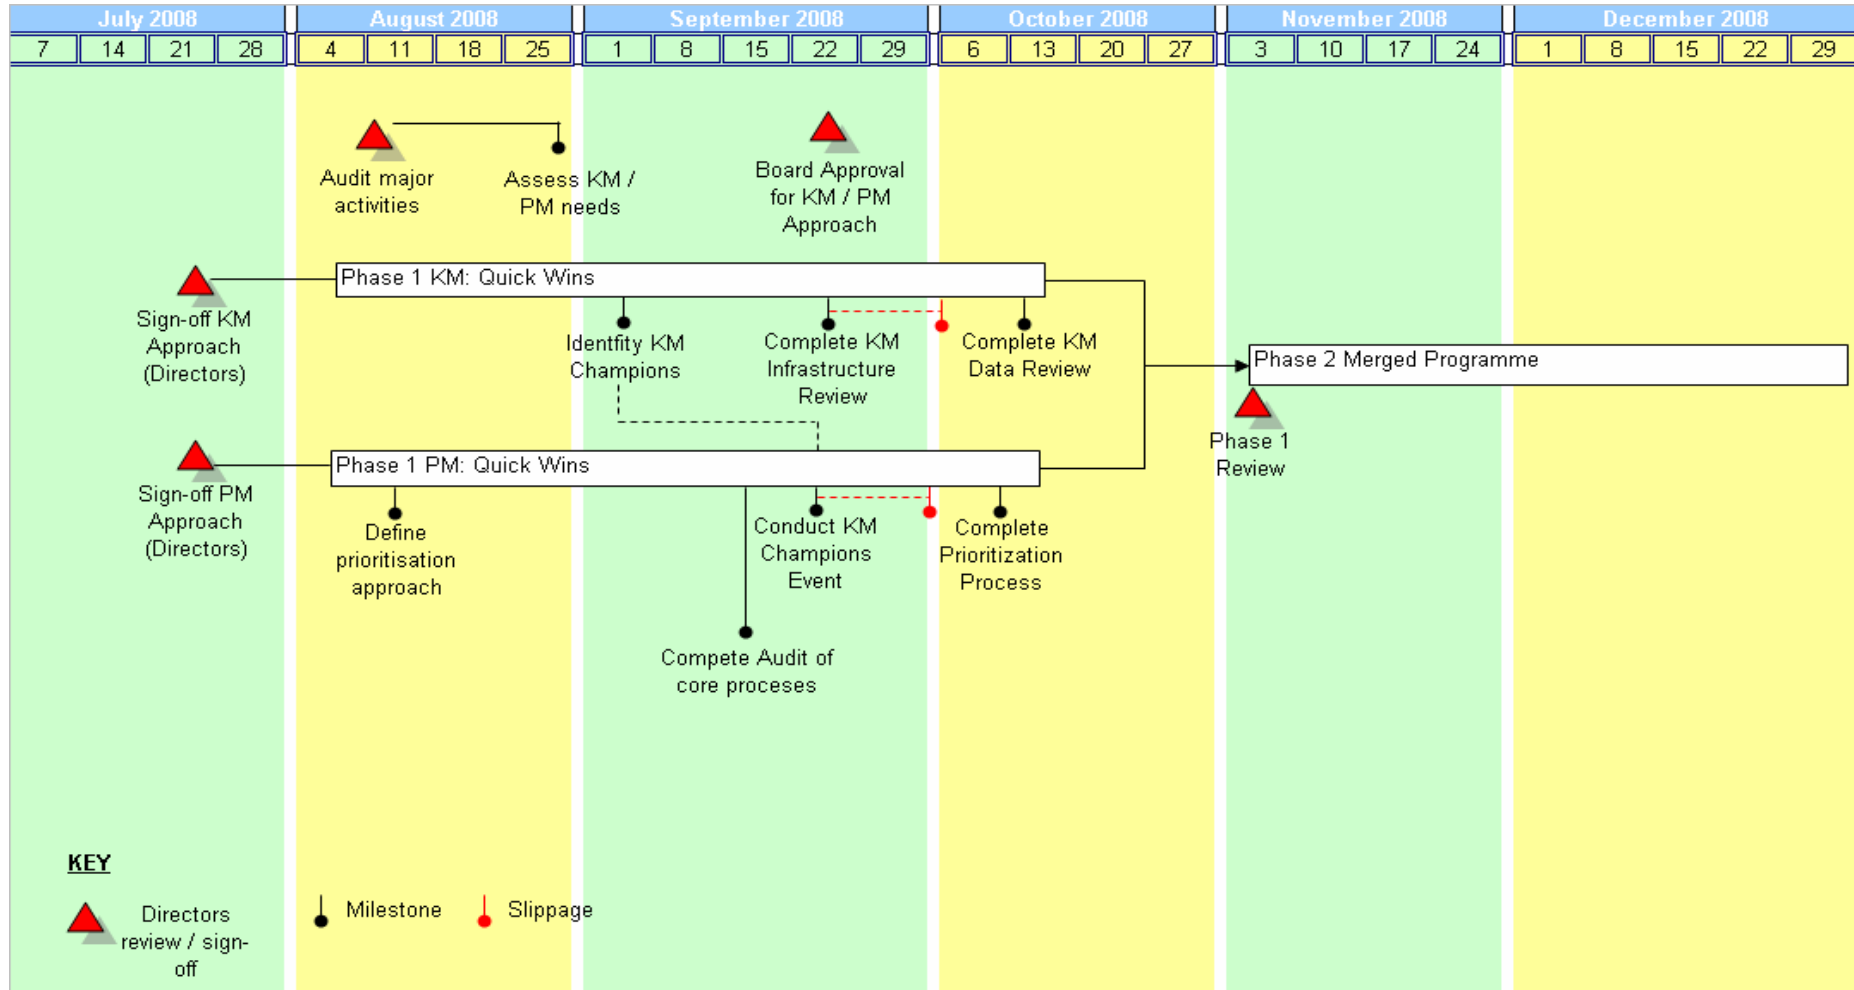 July 2008 August 2008 September 2008 October 2008 November 2008 December 2008
7 14 21 28 4 11 18 25 1 8 15 22 29 6 13 20 27 3 10 17 24 1 8 15 22 29
Audit major
activities
Assess KM /
PM needs
Board Approval
for KM / PM
Approach
Phase 1 KM: Quick Wins
Sign-off KM
Approach
(Directors)
Identfity KM
Champions
Complete KM
Infrastructure
Review
Complete KM
Data Review
Phase 2 Merged Programme
Phase 1
Review
Phase 1 PM: Quick Wins
Sign-off PM
Approach
(Directors)
Define
prioritisation
approach
Conduct KM
Champions
Event
Complete
Prioritization
Process
Compete Audit of
core proceses
KEY
Directors
review / sign-
off
Milestone
Slippage